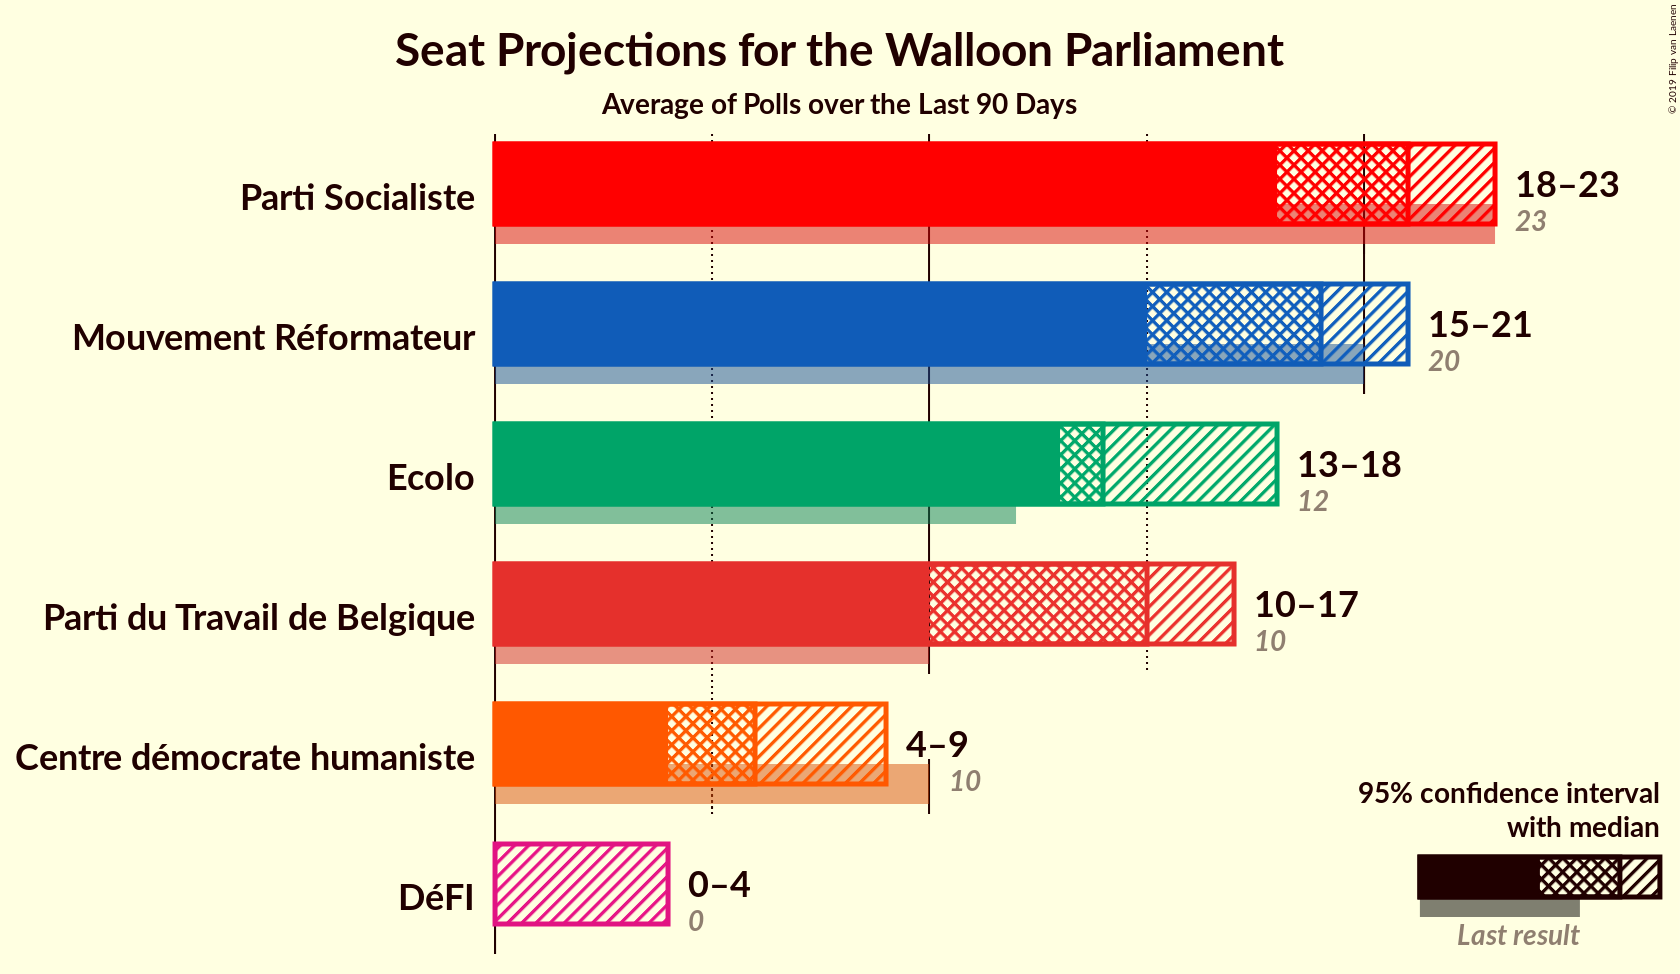 Seat Projections for the Walloon Parliament
Average of Polls over the Last 90 Days
© 2019 Filip van Laenen
Parti Socialiste
18–23
23
Mouvement Réformateur
15–21
20
Ecolo
13–18
12
Parti du Travail de Belgique
10–17
10
Centre démocrate humaniste
4–9
10
DéFI
0–4
0
95% confidence interval
with median
Last result